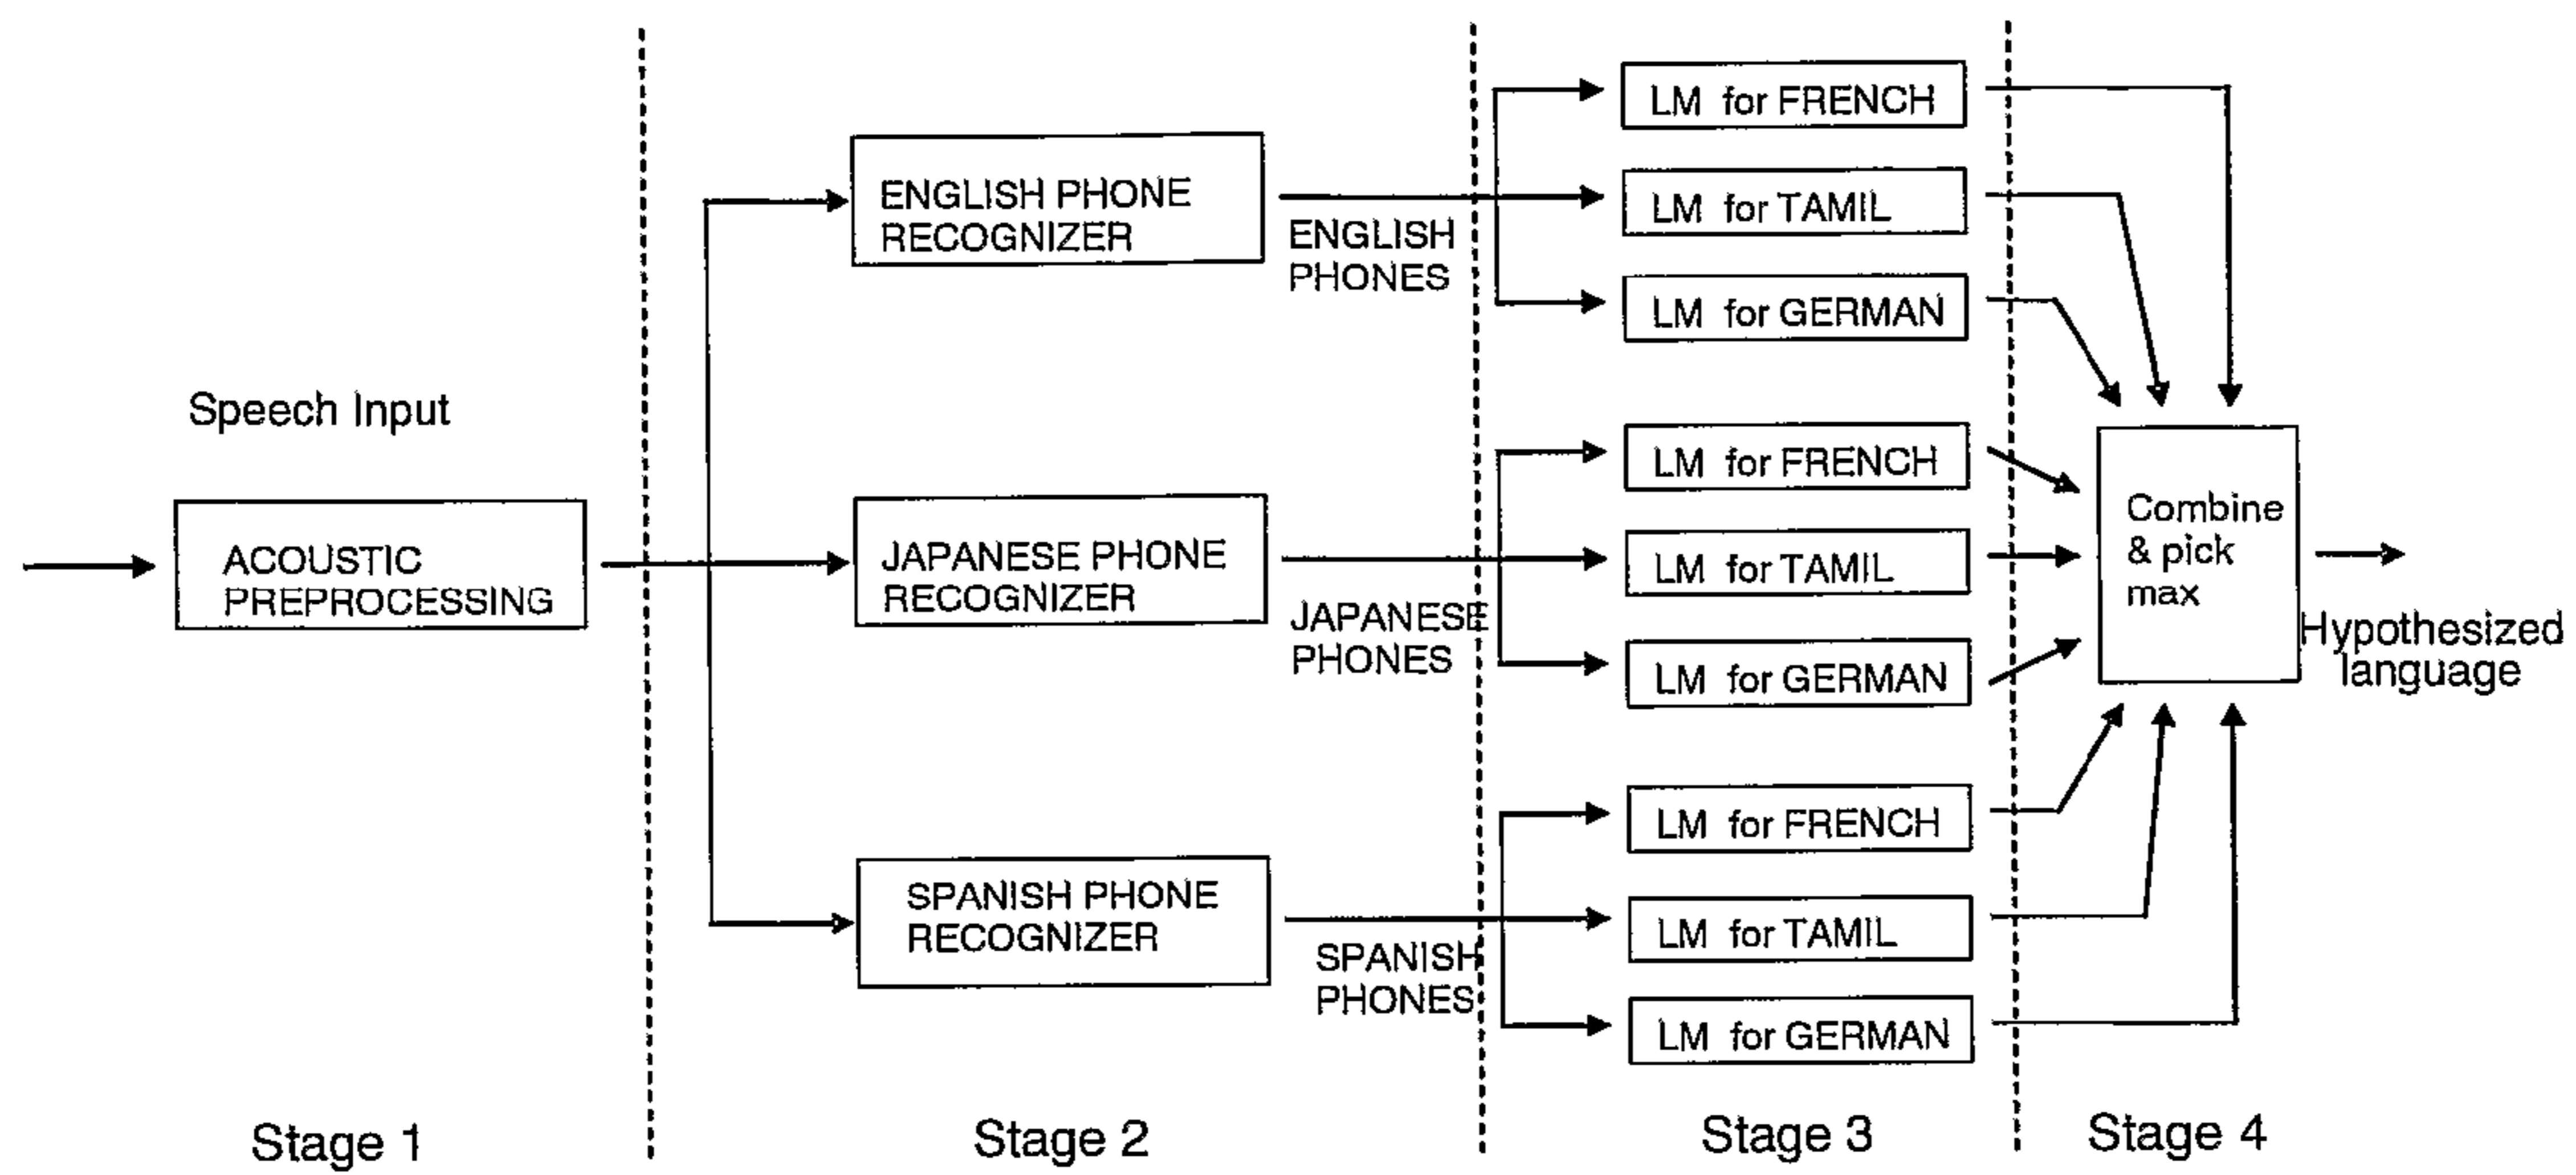 Speech Input
ACOUSTIC
PREPROCESSING
Stage 1
ENGLISH PHONE
RECOGNIZER
ENGLISH
PHONES
JAPANESE PHONE
RECOGNIZER
JAPANESE
PHONES
SPANISH PHONE
RECOGNIZER
SPANISH
PHONES
Stage 2
LM for FRENCH
LM for TAMIL
LM for GERMAN
LM for FRENCH
LM for TAMIL
LM for GERMAN
LM for FRENCH
LM for TAMIL
LM for GERMAN
Stage 3
Combine
& pick
max
Hypothesized
language
Stage 4